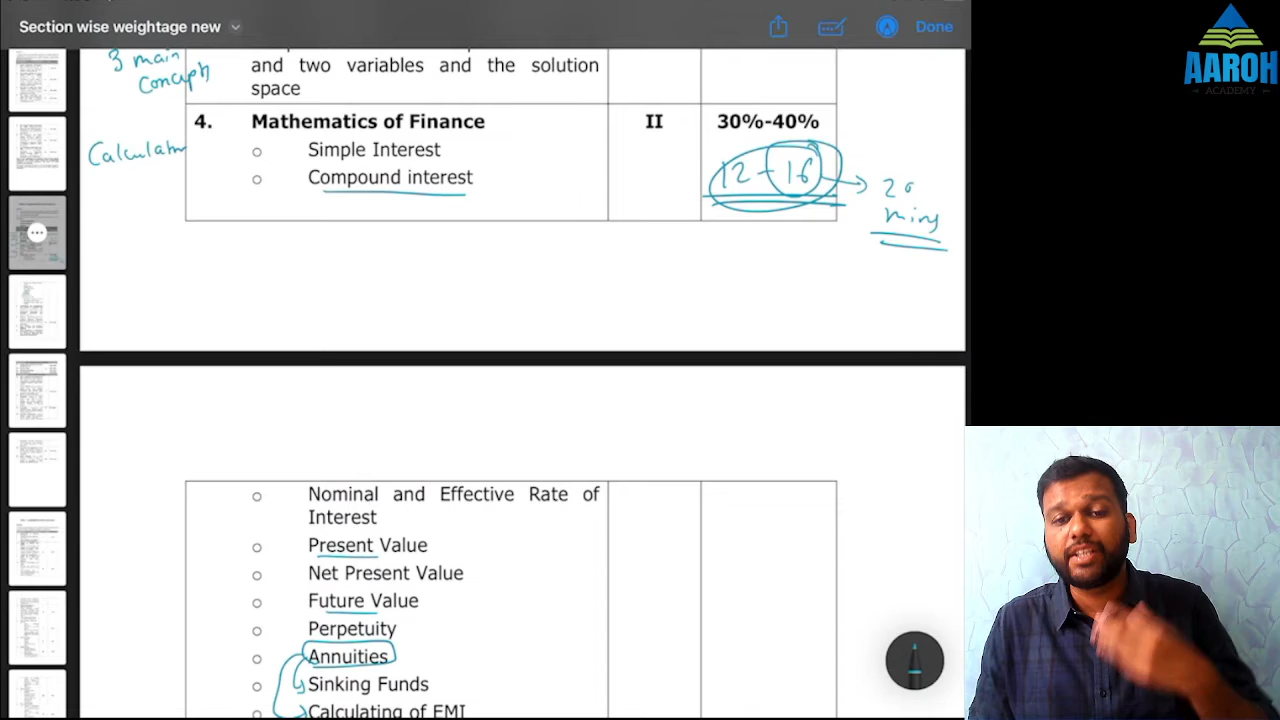 Section wise weightage new
Done
AAROH
ACADEMY
3 main
concepts
and two variables and the solution
space
4. Mathematics of Finance II 30%-40%
Calculator
Simple Interest
Compound interest
12 - 16
20
mins
Nominal and Effective Rate of
Interest
Present Value
Net Present Value
Future Value
Perpetuity
Annuities
Sinking Funds
Calculating of EMI